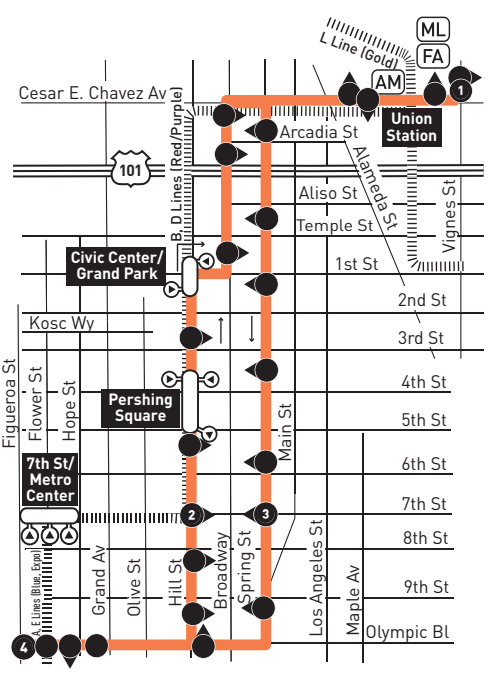 ML
L Line (Gold)
FA
AM
1
Cesar E. Chavez Av
Union
Station
Arcadia St
B, D Lines (Red/Purple)
101
Alameda St
Aliso St
Vignes St
Temple St
Civic Center/
Grand Park
1st St
2nd St
Kosc Wy
3rd St
4th St
Figueroa St
Flower St
Hope St
Pershing
Square
Main St
5th St
6th St
7th St/
Metro
Center
2
3
7th St
8th St
A, E Lines (Blue, Expo)
Grand Av
Olive St
Hill St
Broadway
Spring St
Los Angeles St
Maple Av
9th St
Olympic Bl
4